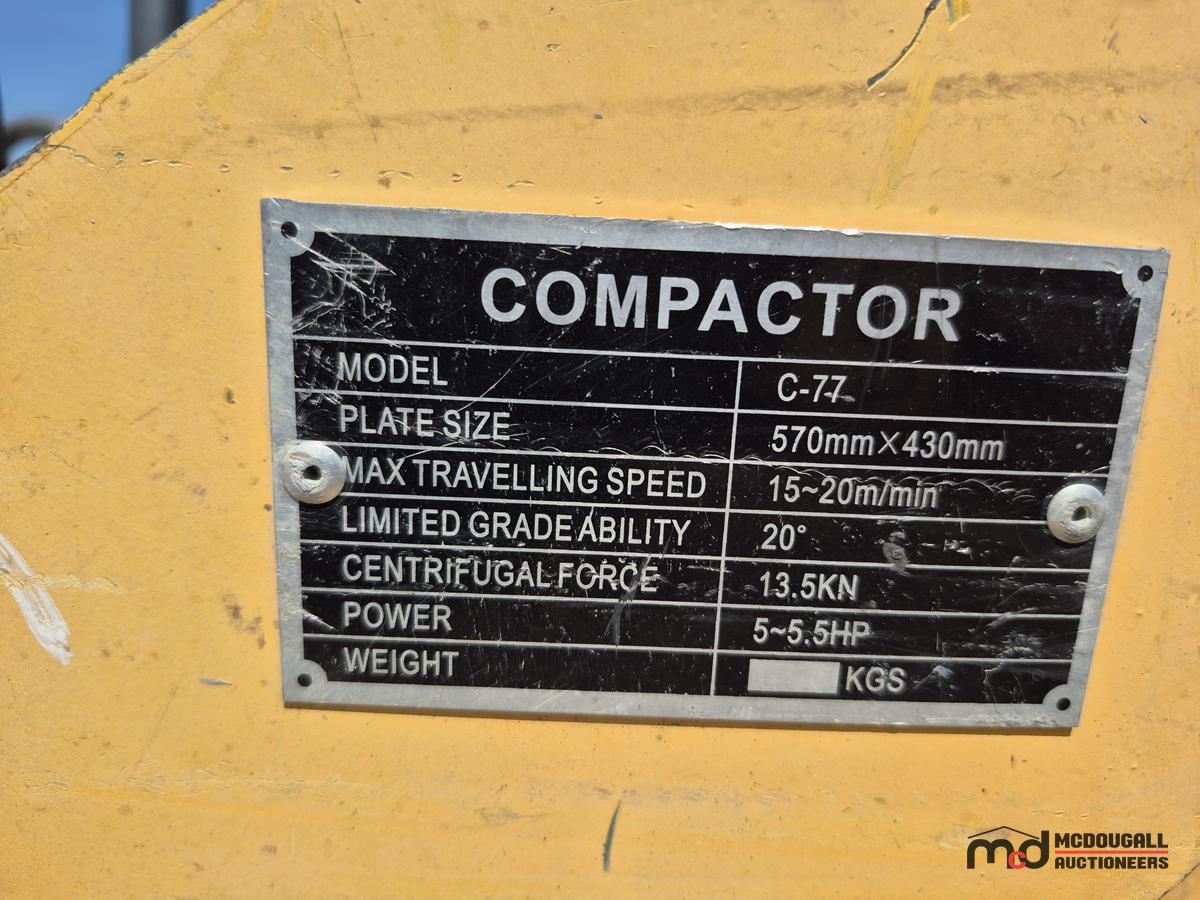 COMPACTOR
MODEL C-77
PLATE SIZE 570mm×430mm
MAX TRAVELLING SPEED 15~20m/min
LIMITED GRADE ABILITY 20°
CENTRIFUGAL FORCE 13.5KN
POWER 5~5.5HP
WEIGHT KGS
mcd MCDOUGALL
AUCTIONEERS